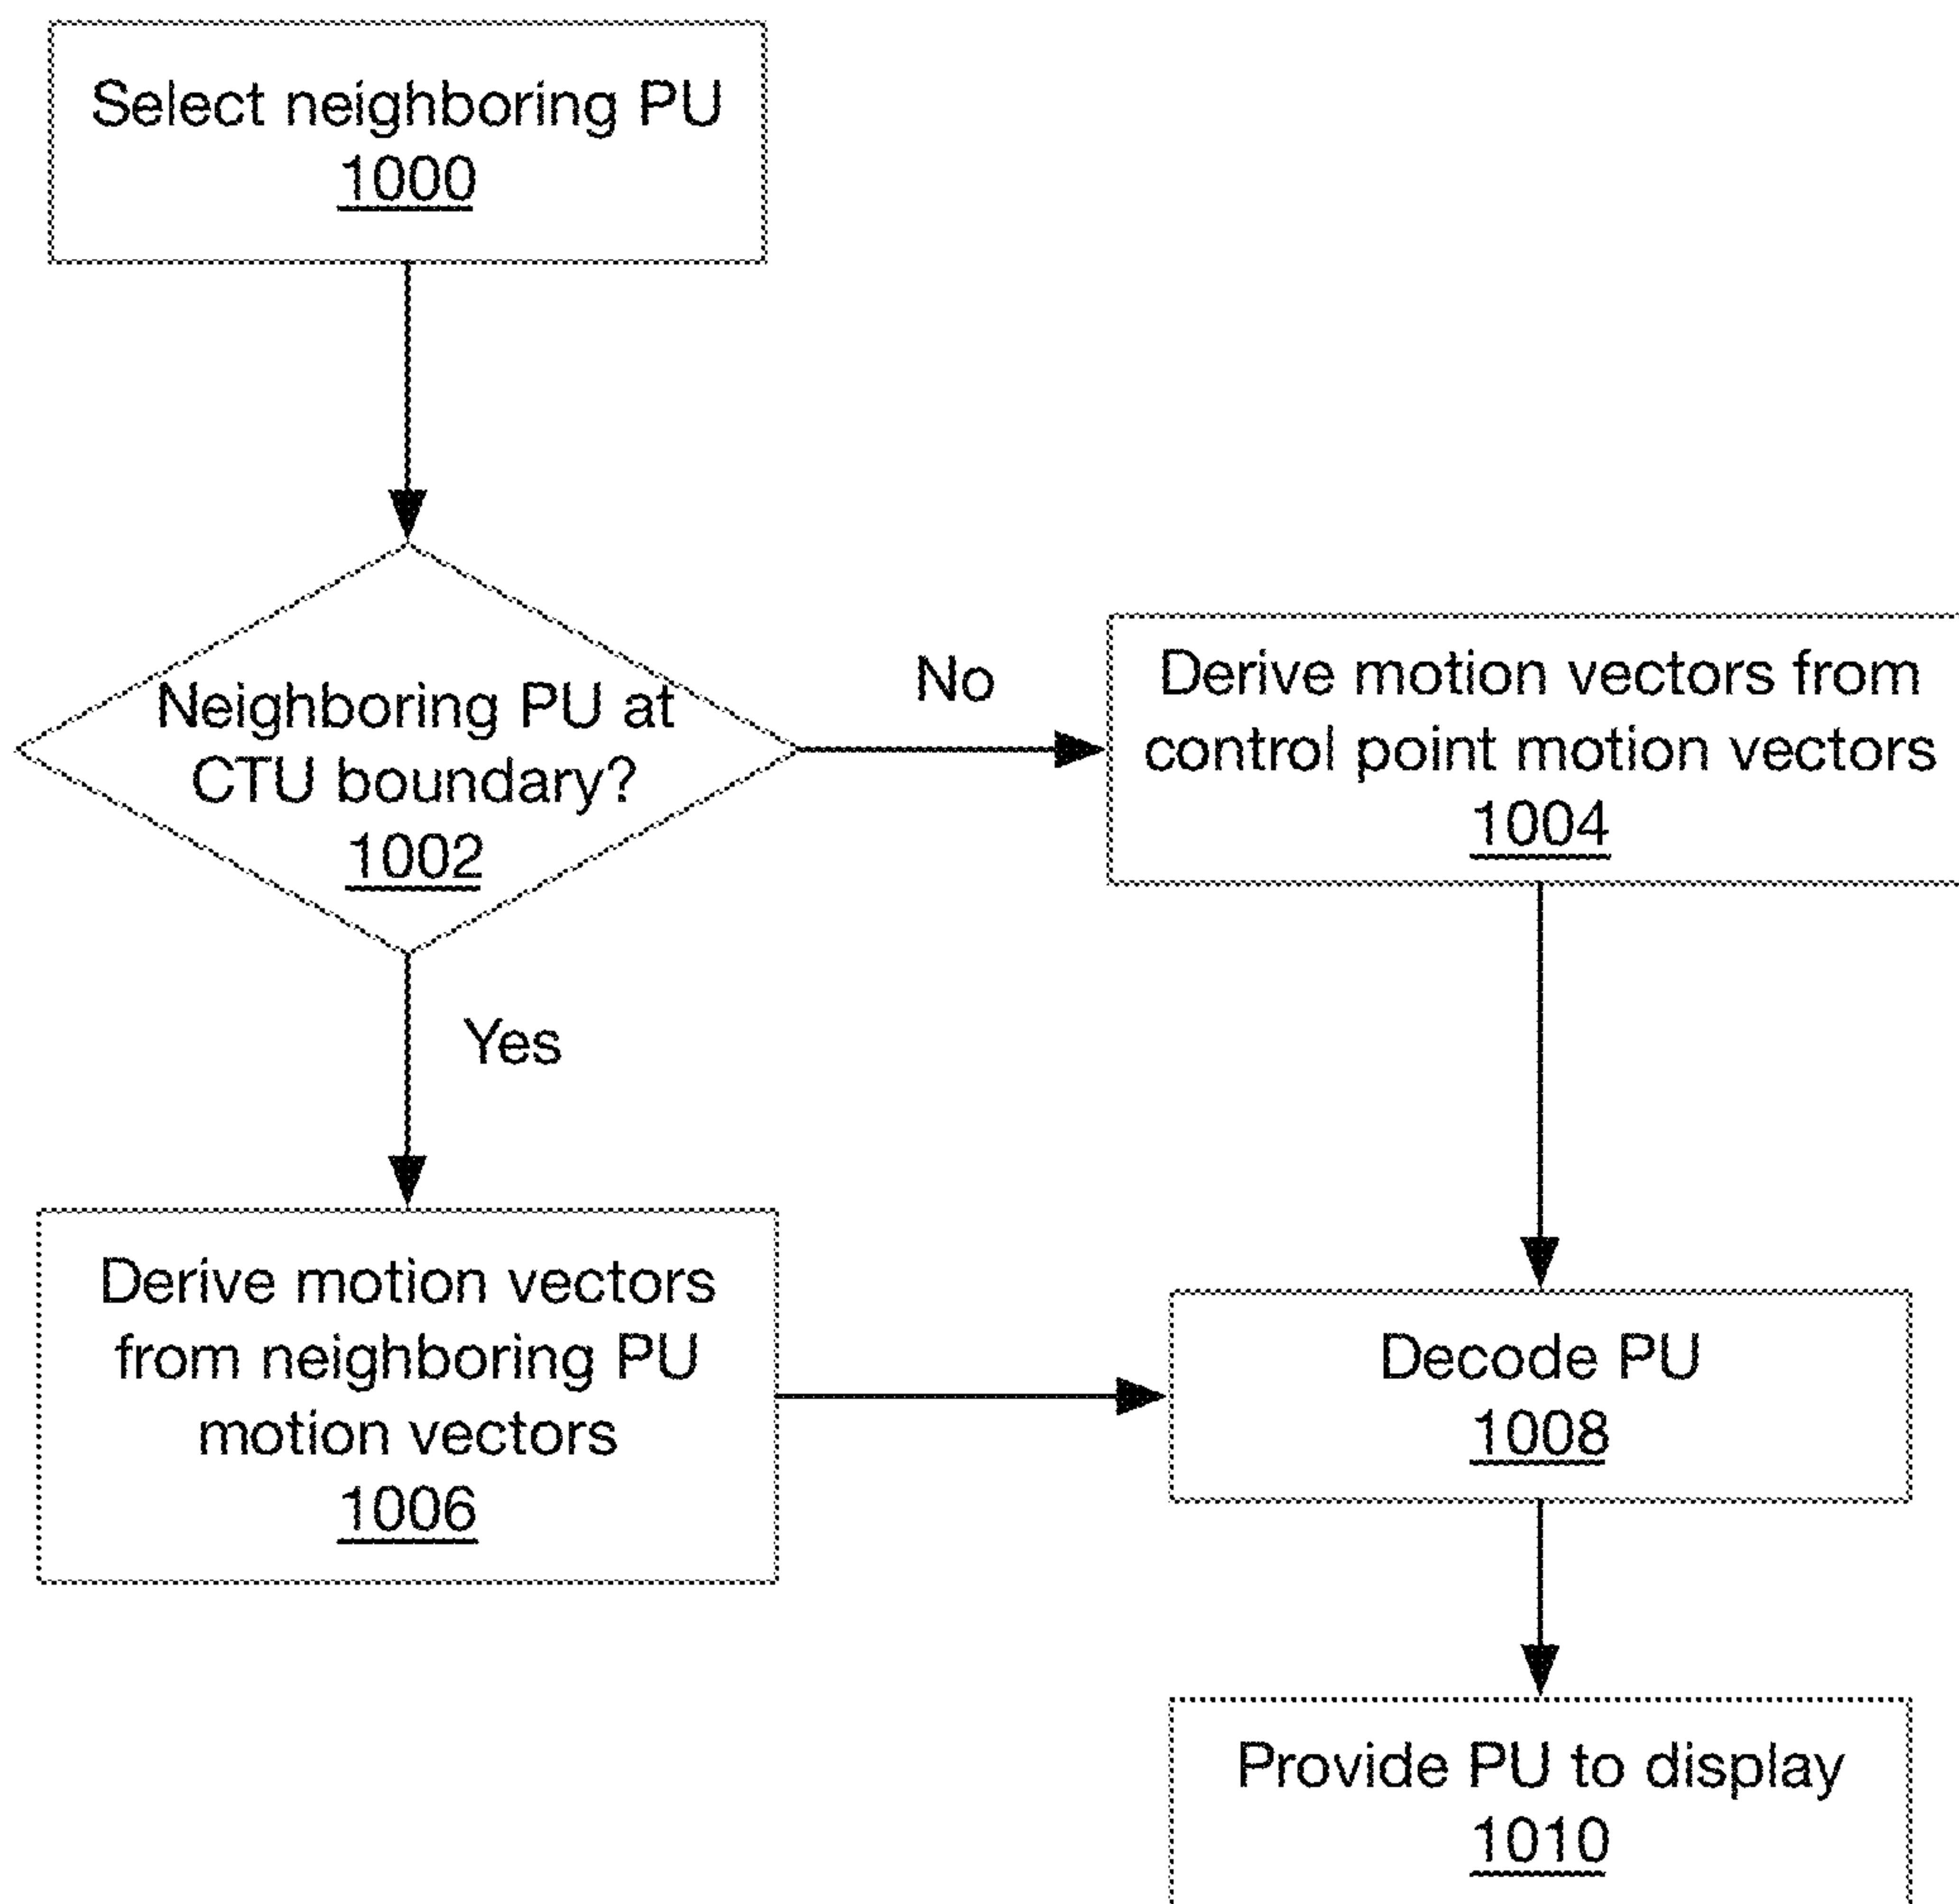 Select neighboring PU
1000
Neighboring PU at
CTU boundary?
1002
No
Derive motion vectors from
control point motion vectors
1004
Yes
Derive motion vectors
from neighboring PU
motion vectors
1006
Decode PU
1008
Provide PU to display
1010